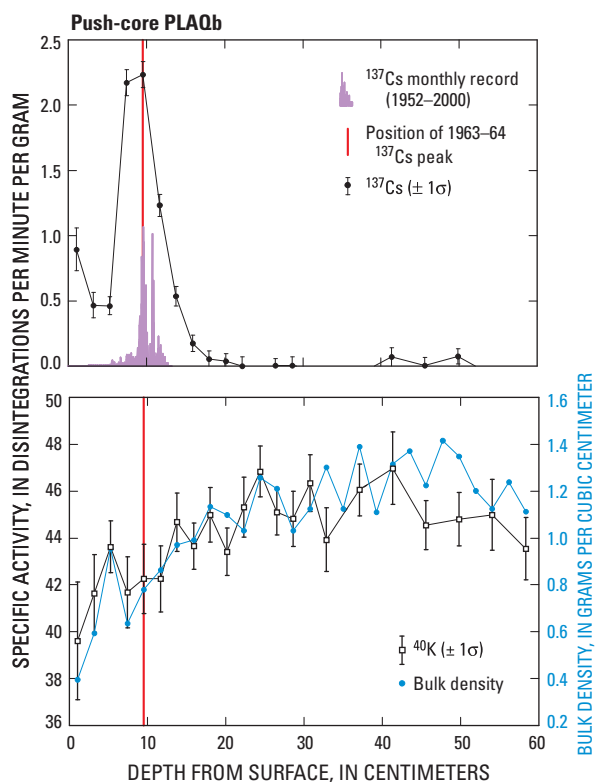 Push-core PLAQb
2.5
2.0
1.5
1.0
0.5
0.0
¹³⁷Cs monthly record
(1952–2000)
Position of 1963–64
¹³⁷Cs peak
¹³⁷Cs (± 1σ)
SPECIFIC ACTIVITY, IN DISINTEGRATIONS PER MINUTE PER GRAM
50
48
46
44
42
40
38
36
1.6
1.4
1.2
1.0
0.8
0.6
0.4
0.2
BULK DENSITY, IN GRAMS PER CUBIC CENTIMETER
⁴⁰K (± 1σ)
Bulk density
0 10 20 30 40 50 60
DEPTH FROM SURFACE, IN CENTIMETERS